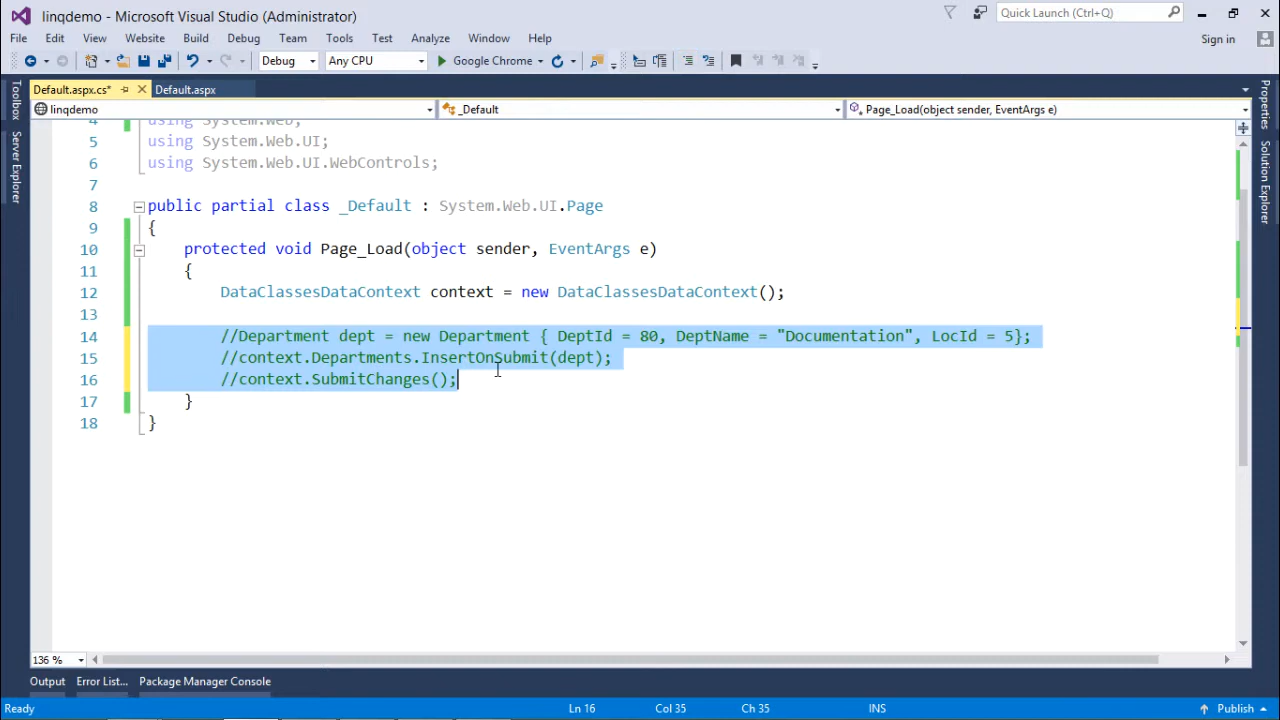 linqdemo - Microsoft Visual Studio (Administrator)
Quick Launch (Ctrl+Q)
File Edit View Website Build Debug Team Tools Test Analyze Window Help
Sign in
Debug Any CPU Google Chrome
Default.aspx.cs* Default.aspx
linqdemo _Default Page_Load(object sender, EventArgs e)
Toolbox
Server Explorer
Properties
Solution Explorer
4 using System.Web;
5 using System.Web.UI;
6 using System.Web.UI.WebControls;
7
8 public partial class _Default : System.Web.UI.Page
9 {
10 protected void Page_Load(object sender, EventArgs e)
11 {
12 DataClassesDataContext context = new DataClassesDataContext();
13
14 //Department dept = new Department { DeptId = 80, DeptName = "Documentation", LocId = 5};
15 //context.Departments.InsertOnSubmit(dept);
16 //context.SubmitChanges();
17 }
18 }
136 %
Output Error List... Package Manager Console
Ready Ln 16 Col 35 Ch 35 INS Publish